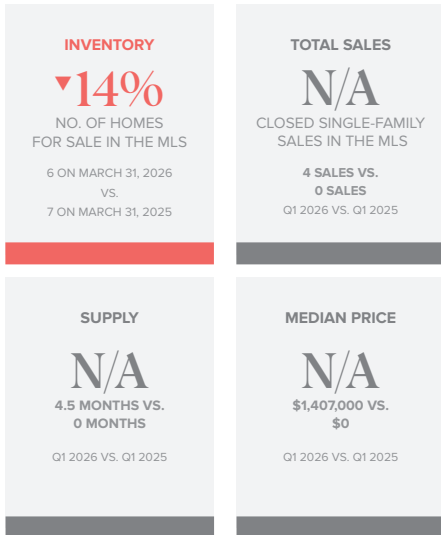 INVENTORY
▼14%
NO. OF HOMES
FOR SALE IN THE MLS
6 ON MARCH 31, 2026
VS.
7 ON MARCH 31, 2025
TOTAL SALES
N/A
CLOSED SINGLE-FAMILY
SALES IN THE MLS
4 SALES VS.
0 SALES
Q1 2026 VS. Q1 2025
SUPPLY
N/A
4.5 MONTHS VS.
0 MONTHS
Q1 2026 VS. Q1 2025
MEDIAN PRICE
N/A
$1,407,000 VS.
$0
Q1 2026 VS. Q1 2025